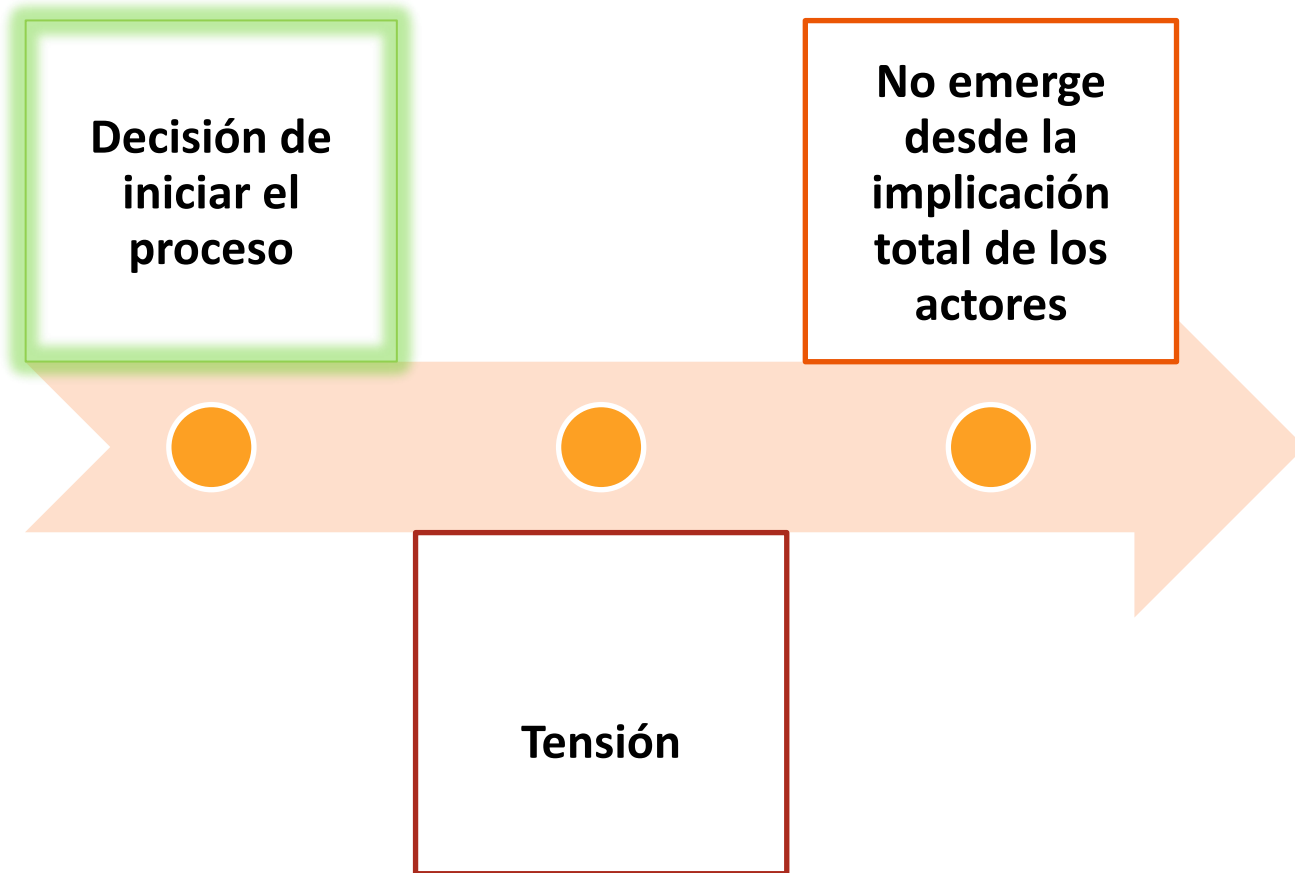 Decisión de
iniciar el
proceso
Tensión
No emerge
desde la
implicación
total de los
actores